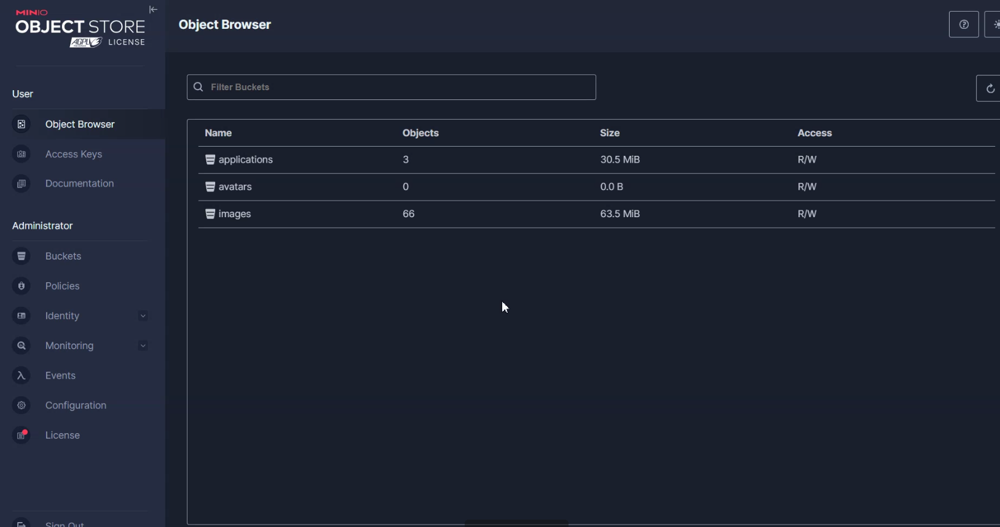 MINIO
OBJECT STORE
AGPLv3 LICENSE
Object Browser
User
Object Browser
Access Keys
Documentation
Administrator
Buckets
Policies
Identity
Monitoring
Events
Configuration
License
Sign Out
Filter Buckets
Name Objects Size Access
applications 3 30.5 MiB R/W
avatars 0 0.0 B R/W
images 66 63.5 MiB R/W